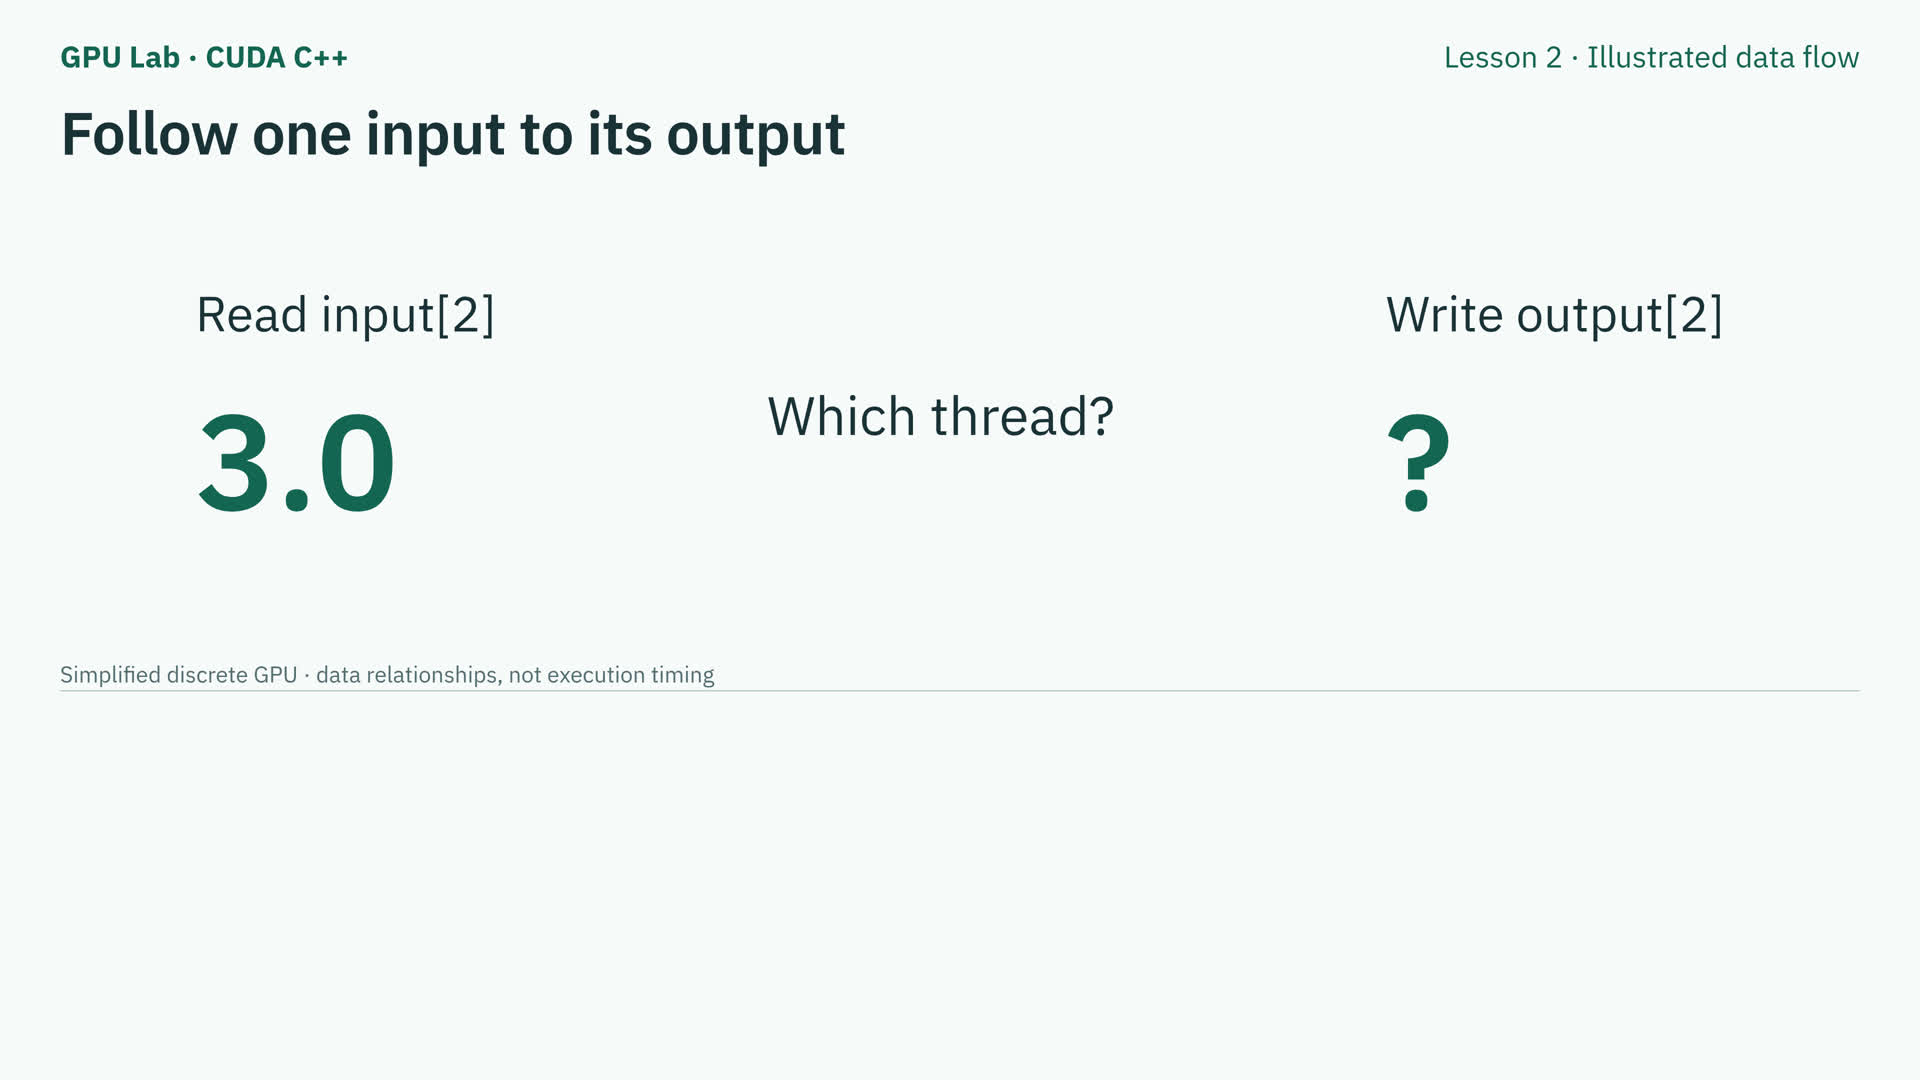 GPU Lab · CUDA C++
Lesson 2 · Illustrated data flow
Follow one input to its output
Read input[2]
3.0
Which thread?
Write output[2]
?
Simplified discrete GPU · data relationships, not execution timing